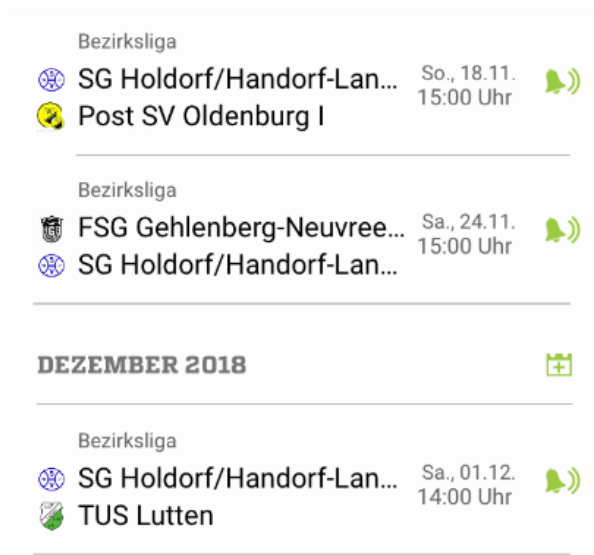 Bezirksliga
SG Holdorf/Handorf-Lan...
So., 18.11.
15:00 Uhr
Post SV Oldenburg I
Bezirksliga
FSG Gehlenberg-Neuvree...
Sa., 24.11.
15:00 Uhr
SG Holdorf/Handorf-Lan...
DEZEMBER 2018
Bezirksliga
SG Holdorf/Handorf-Lan...
Sa., 01.12.
14:00 Uhr
TUS Lutten